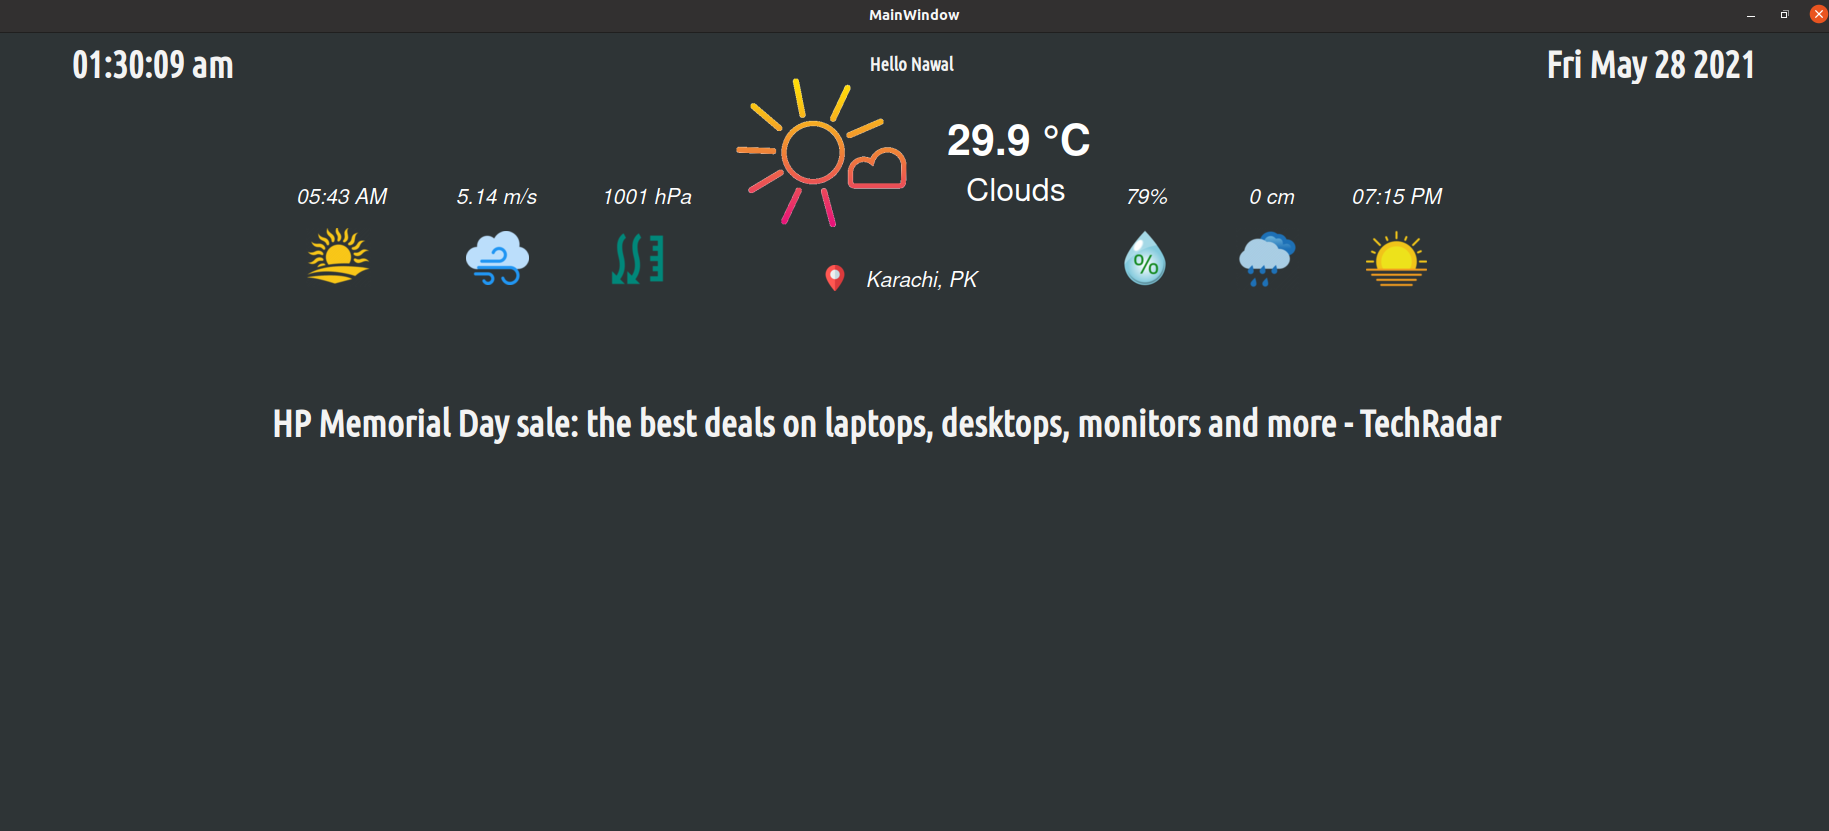 MainWindow
01:30:09 am
Hello Nawal
Fri May 28 2021
29.9 °C
Clouds
05:43 AM
5.14 m/s
1001 hPa
79%
0 cm
07:15 PM
%
Karachi, PK
HP Memorial Day sale: the best deals on laptops, desktops, monitors and more - TechRadar